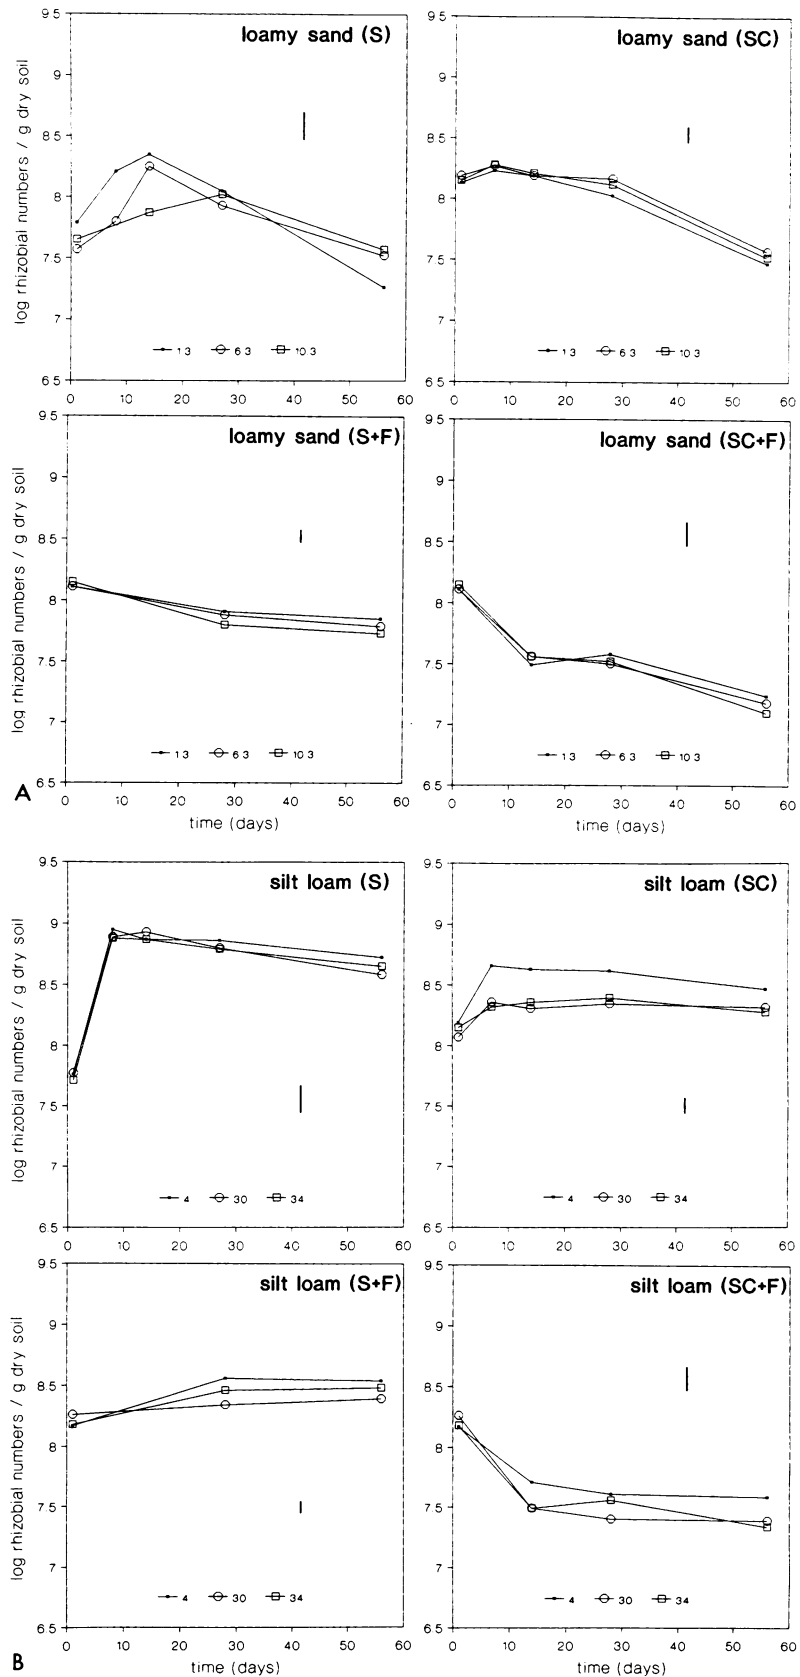 loamy sand (S)
log rhizobial numbers / g dry soil
9 5
9
8 5
8
7 5
7
6 5
0 10 20 30 40 50 60
1 3 6 3 10 3
loamy sand (SC)
9 5
9
8 5
8
7 5
7
6 5
0 10 20 30 40 50 60
1 3 6 3 10 3
loamy sand (S+F)
log rhizobial numbers / g dry soil
9 5
9
8 5
8
7 5
7
6 5
0 10 20 30 40 50 60
1 3 6 3 10 3
time (days)
loamy sand (SC+F)
9 5
9
8 5
8
7 5
7
6 5
0 10 20 30 40 50 60
1 3 6 3 10 3
time (days)
A
silt loam (S)
log rhizobial numbers / g dry soil
9 5
9
8 5
8
7 5
7
6 5
0 10 20 30 40 50 60
4 30 34
silt loam (SC)
9 5
9
8 5
8
7 5
7
6 5
0 10 20 30 40 50 60
4 30 34
silt loam (S+F)
log rhizobial numbers / g dry soil
9 5
9
8 5
8
7 5
7
6 5
0 10 20 30 40 50 60
4 30 34
time (days)
silt loam (SC+F)
9 5
9
8 5
8
7 5
7
6 5
0 10 20 30 40 50 60
4 30 34
time (days)
B